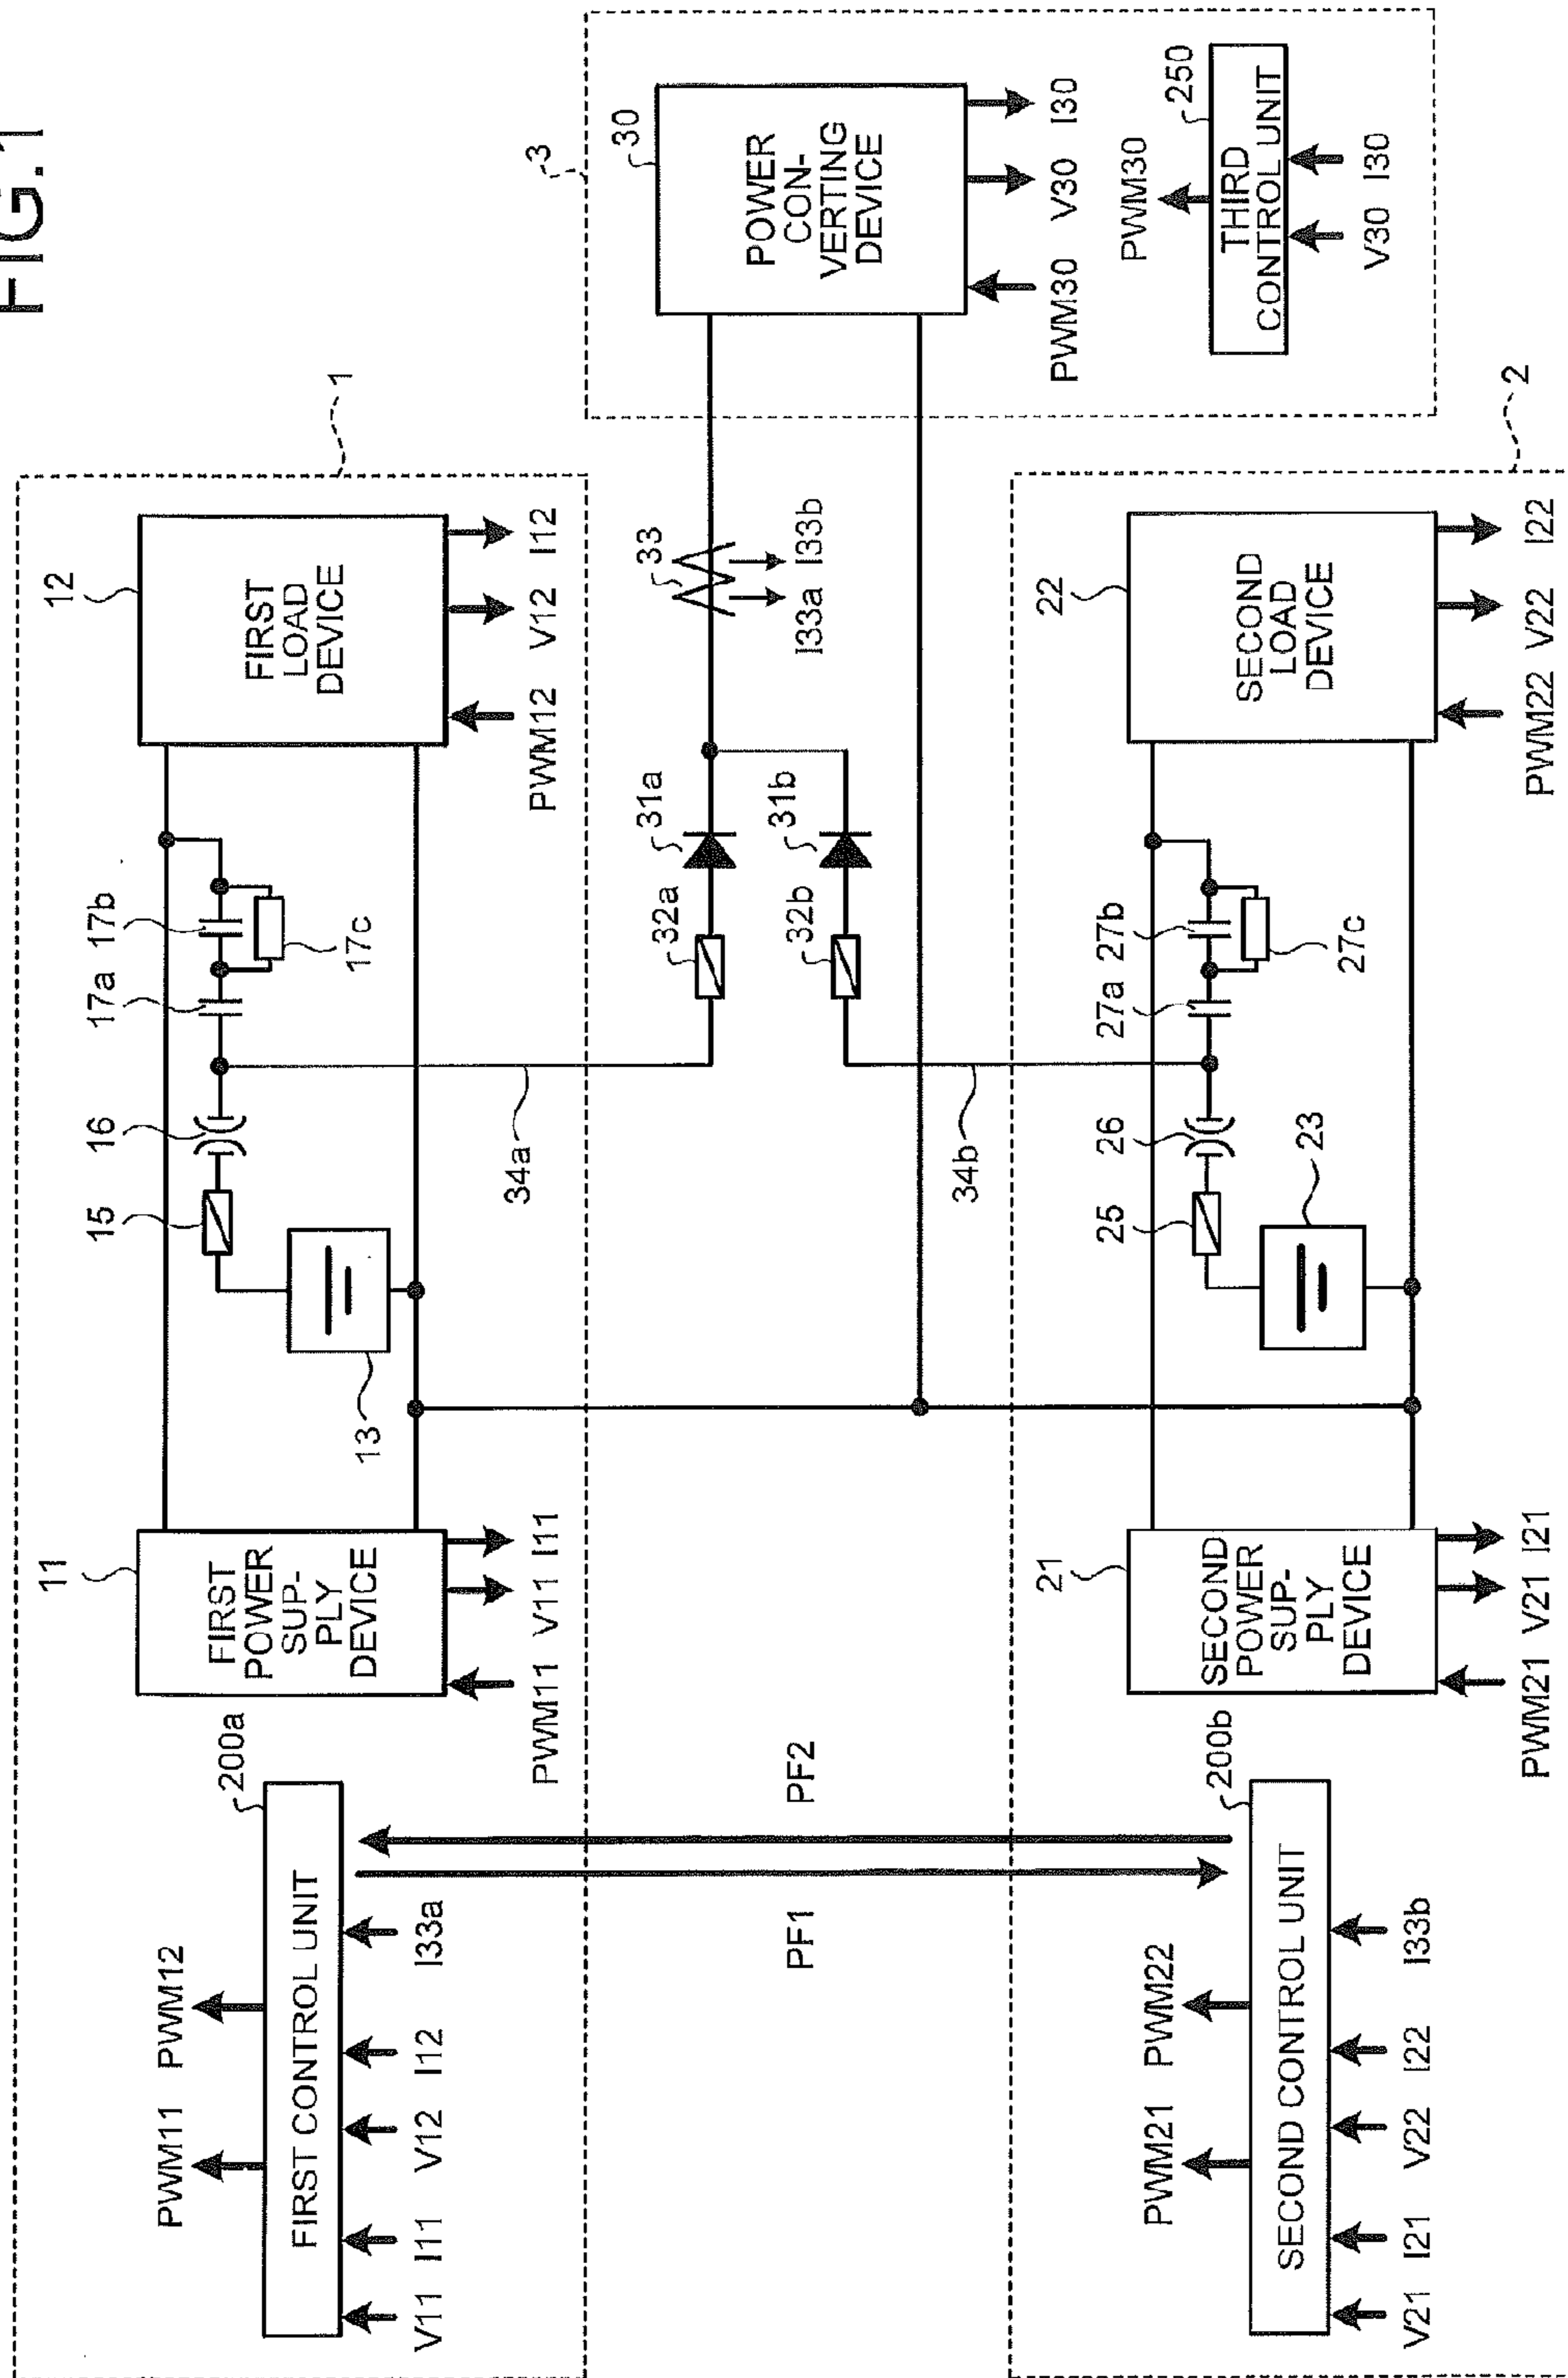 FIG.1
1
11
FIRST
POWER
SUP-
PLY
DEVICE
PWM11 V11 I11
12
FIRST
LOAD
DEVICE
PWM12 V12 I12
13
15
16
17a 17b
17c
200a
FIRST CONTROL UNIT
PWM11 PWM12
V11 I11 V12 I12 I33a
34a
32a
31a
33
I33a I33b
32b
31b
34b
PF1
PF2
3
30
POWER
CON-
VERTING
DEVICE
PWM30 V30 I30
PWM30
250
THIRD
CONTROL UNIT
V30 I30
2
21
SECOND
POWER
SUP-
PLY
DEVICE
PWM21 V21 I21
22
SECOND
LOAD
DEVICE
PWM22 V22 I22
23
25
26
27a 27b
27c
200b
SECOND CONTROL UNIT
PWM21 PWM22
V21 I21 V22 I22 I33b